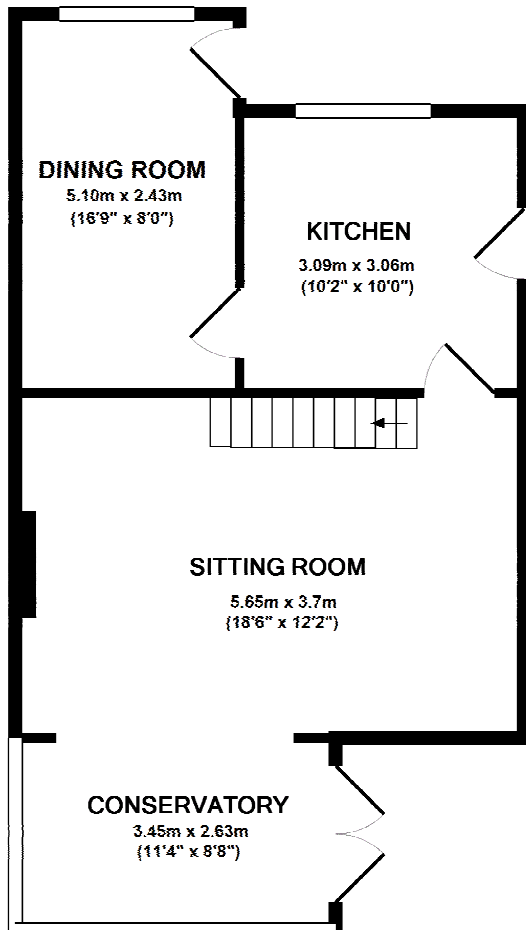 DINING ROOM
5.10m x 2.43m
(16'9" x 8'0")
KITCHEN
3.09m x 3.06m
(10'2" x 10'0")
SITTING ROOM
5.65m x 3.7m
(18'6" x 12'2")
CONSERVATORY
3.45m x 2.63m
(11'4" x 8'8")